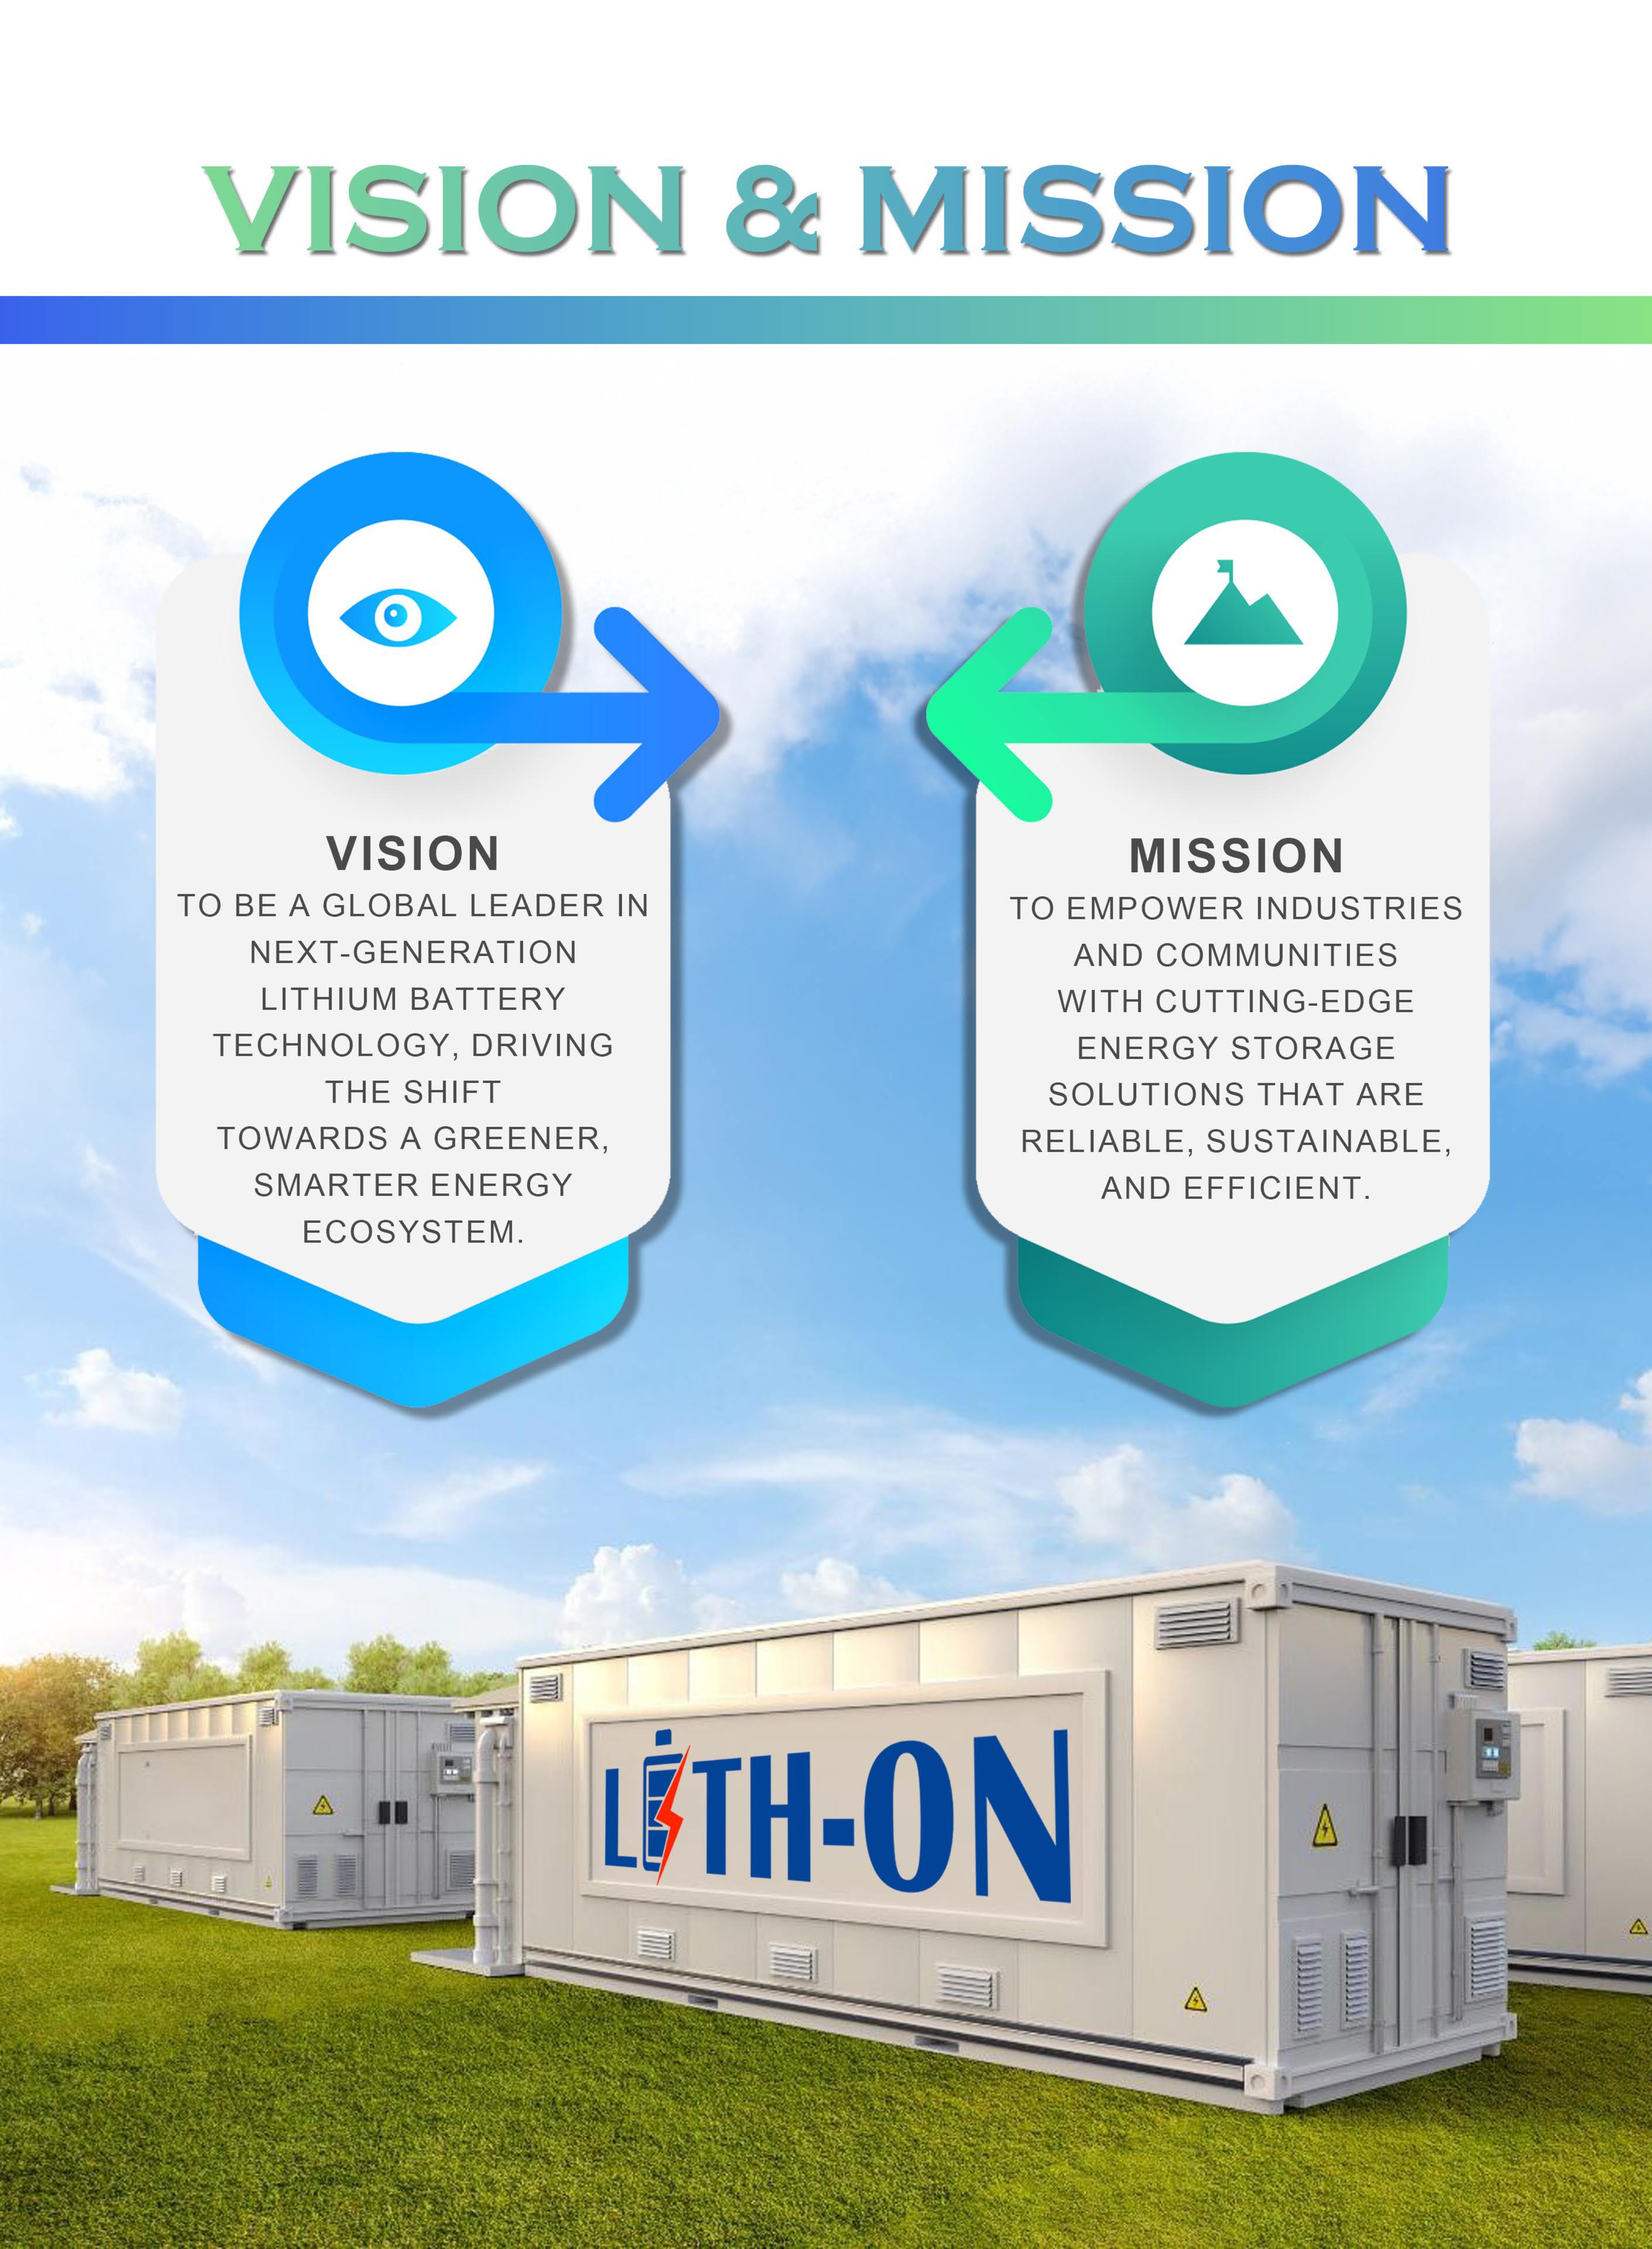 VISION & MISSION
VISION
TO BE A GLOBAL LEADER IN
NEXT-GENERATION
LITHIUM BATTERY
TECHNOLOGY, DRIVING
THE SHIFT
TOWARDS A GREENER,
SMARTER ENERGY
ECOSYSTEM.
MISSION
TO EMPOWER INDUSTRIES
AND COMMUNITIES
WITH CUTTING-EDGE
ENERGY STORAGE
SOLUTIONS THAT ARE
RELIABLE, SUSTAINABLE,
AND EFFICIENT.
LITH-ON